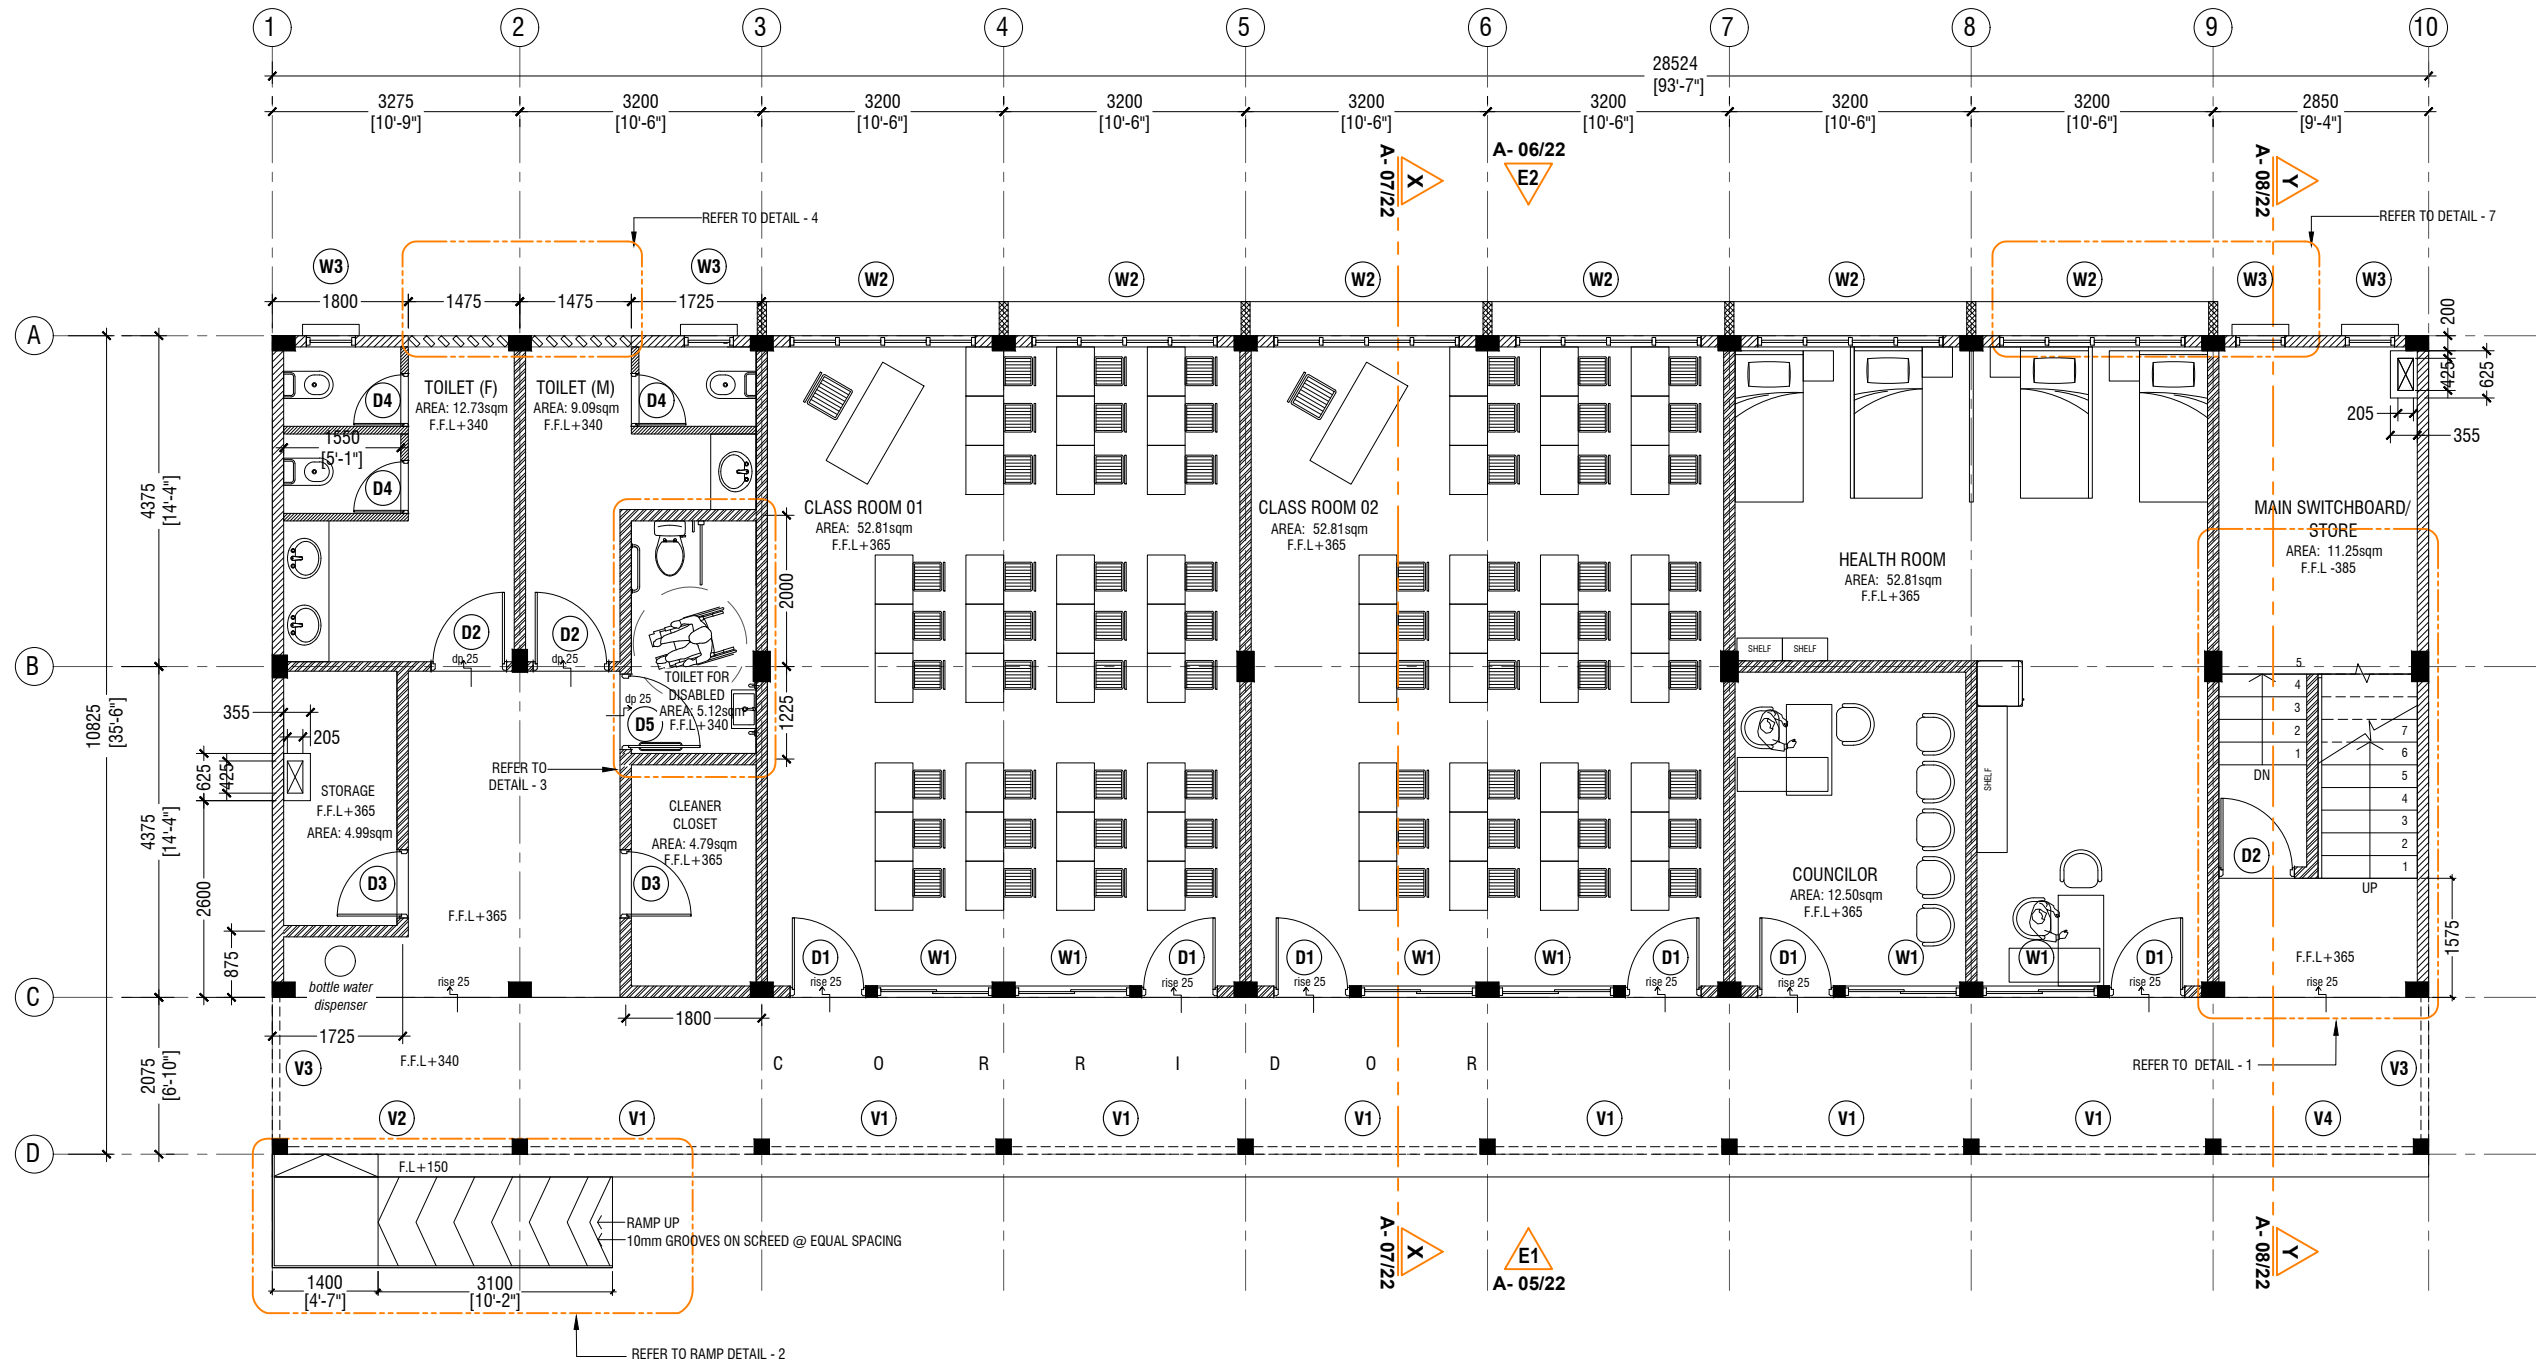 1 2 3 4 5 6 7 8 9 10
28524
[93'-7"]
3275 3200 3200 3200 3200 3200 3200 3200 2850
[10'-9"] [10'-6"] [10'-6"] [10'-6"] [10'-6"] [10'-6"] [10'-6"] [10'-6"] [9'-4"]
A- 07/22 X
A- 06/22
E2
A- 08/22 Y
REFER TO DETAIL - 4
REFER TO DETAIL - 7
W3 W3 W2 W2 W2 W2 W2 W2 W3 W3
1800 1475 1475 1725
200
A
425 625
205
355
D4 D4
TOILET (F)
AREA: 12.73sqm
F.F.L+340
TOILET (M)
AREA: 9.09sqm
F.F.L+340
1550
[5'-1"]
D4
4375
[14'-4"]
CLASS ROOM 01
AREA: 52.81sqm
F.F.L+365
CLASS ROOM 02
AREA: 52.81sqm
F.F.L+365
HEALTH ROOM
AREA: 52.81sqm
F.F.L+365
MAIN SWITCHBOARD/
STORE
AREA: 11.25sqm
F.F.L -385
2000
D2 D2
dp 25 dp 25
SHELF SHELF
B
TOILET FOR
DISABLED
AREA: 5.12sqm
F.F.L+340
dp 25
D5
1225
5
4
3
2
1
DN
7
6
5
4
3
2
1
UP
10825
[35'-6"]
355
205
625 425
REFER TO
DETAIL - 3
STORAGE
F.F.L+365
AREA: 4.99sqm
CLEANER
CLOSET
AREA: 4.79sqm
F.F.L+365
SHELF
4375
[14'-4"]
2600
D3 D3
D2
COUNCILOR
AREA: 12.50sqm
F.F.L+365
F.F.L+365
875
1575
D1 W1 W1 D1 D1 W1 W1 D1 D1 W1 W1 D1
F.F.L+365
bottle water
dispenser
rise 25 rise 25 rise 25 rise 25 rise 25 rise 25 rise 25 rise 25
C
1800
1725
2075
[6'-10"]
V3
F.F.L+340
C O R R I D O R
REFER TO DETAIL - 1
V3
V2 V1 V1 V1 V1 V1 V1 V1 V4
D
F.L+150
RAMP UP
10mm GROOVES ON SCREED @ EQUAL SPACING
1400 3100
[4'-7"] [10'-2"]
A- 07/22 X
E1
A- 05/22
A- 08/22 Y
REFER TO RAMP DETAIL - 2